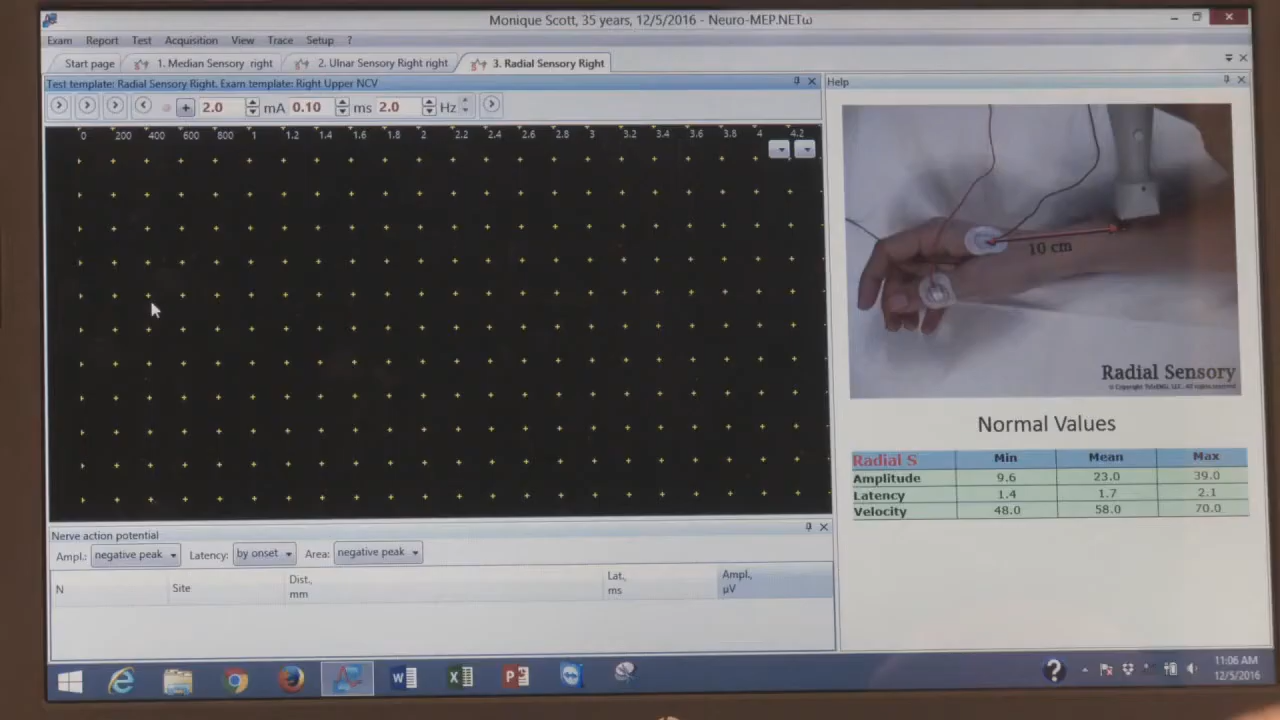 Monique Scott, 35 years, 12/5/2016 - Neuro-MEP.NETω
Exam Report Test Acquisition View Trace Setup ?
Start page 1. Median Sensory right 2. Ulnar Sensory Right right 3. Radial Sensory Right
Test template: Radial Sensory Right. Exam template: Right Upper NCV
Help
+ 2.0 mA 0.10 ms 2.0 Hz
0 200 400 600 800 1 1.2 1.4 1.6 1.8 2 2.2 2.4 2.6 2.8 3 3.2 3.4 3.6 3.8 4 4.2
10 cm
Radial Sensory
Normal Values
Radial S Min Mean Max
Amplitude 9.6 23.0 39.0
Latency 1.4 1.7 2.1
Velocity 48.0 58.0 70.0
Nerve action potential
Ampl.: negative peak Latency: by onset Area: negative peak
N Site Dist., mm Lat., ms Ampl., µV
11:06 AM
12/5/2016